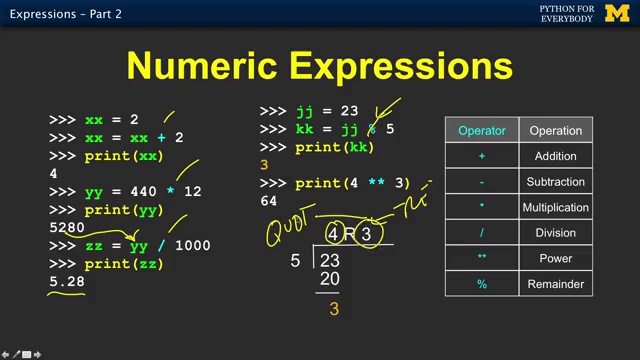 Expressions – Part 2
PYTHON FOR
EVERYBODY
M
Numeric Expressions
>>> xx = 2
>>> xx = xx + 2
>>> print(xx)
4
>>> yy = 440 * 12
>>> print(yy)
5280
>>> zz = yy / 1000
>>> print(zz)
5.28
>>> jj = 23
>>> kk = jj % 5
>>> print(kk)
3
>>> print(4 ** 3)
64
QUOT
4 R 3
5 23
20
3
Operator Operation
+ Addition
- Subtraction
* Multiplication
/ Division
** Power
% Remainder